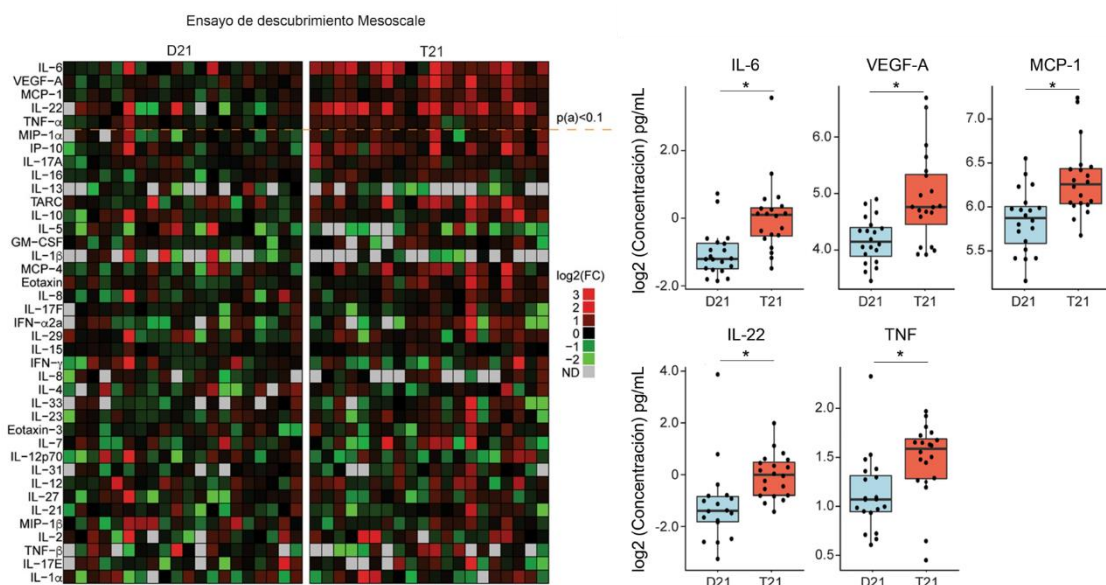 Ensayo de descubrimiento Mesoscale
D21
T21
IL-6
VEGF-A
MCP-1
IL-22
TNF-α
MIP-1α
IP-10
IL-17A
IL-16
IL-13
TARC
IL-10
IL-5
GM-CSF
IL-1β
MCP-4
Eotaxin
IL-8
IL-17F
IFN-α2a
IL-29
IL-15
IFN-γ
IL-8
IL-4
IL-33
IL-23
Eotaxin-3
IL-7
IL-12p70
IL-31
IL-12
IL-27
IL-21
MIP-1β
IL-2
TNF-β
IL-17E
IL-1α
p(a)<0.1
log2(FC)
3
2
1
0
−1
−2
ND
IL-6
*
2.0
0
-2.0
D21
T21
log2 (Concentración) pg/mL
VEGF-A
*
6.0
5.0
4.0
D21
T21
MCP-1
*
7.0
6.5
6.0
5.5
D21
T21
IL-22
*
4.0
2.0
0
-2.0
D21
T21
log2 (Concentración) pg/mL
TNF
*
2.0
1.5
1.0
0.5
D21
T21